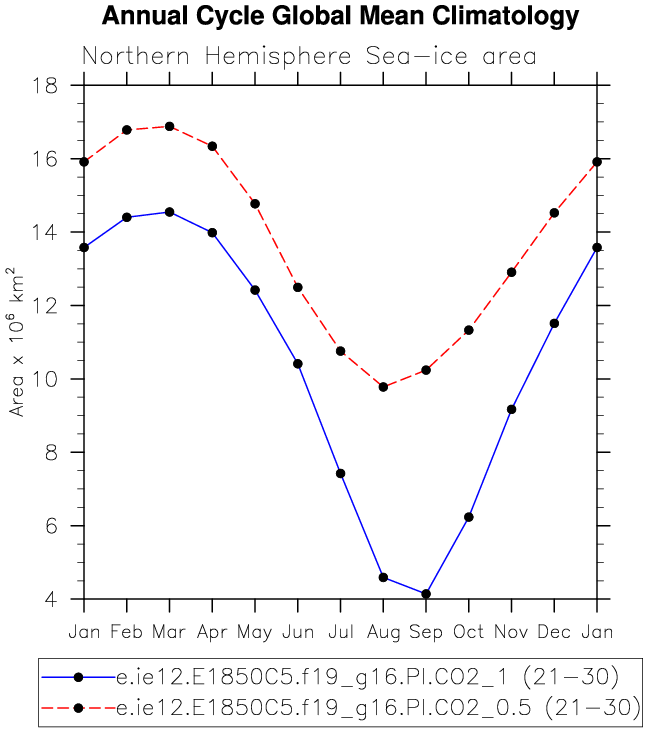 Annual Cycle Global Mean Climatology
Northern Hemisphere Sea-ice area
18
16
14
12
10
8
6
4
Area x 10⁶ km²
Jan Feb Mar Apr May Jun Jul Aug Sep Oct Nov Dec Jan
e.ie12.E1850C5.f19_g16.PI.CO2_1 (21-30)
e.ie12.E1850C5.f19_g16.PI.CO2_0.5 (21-30)